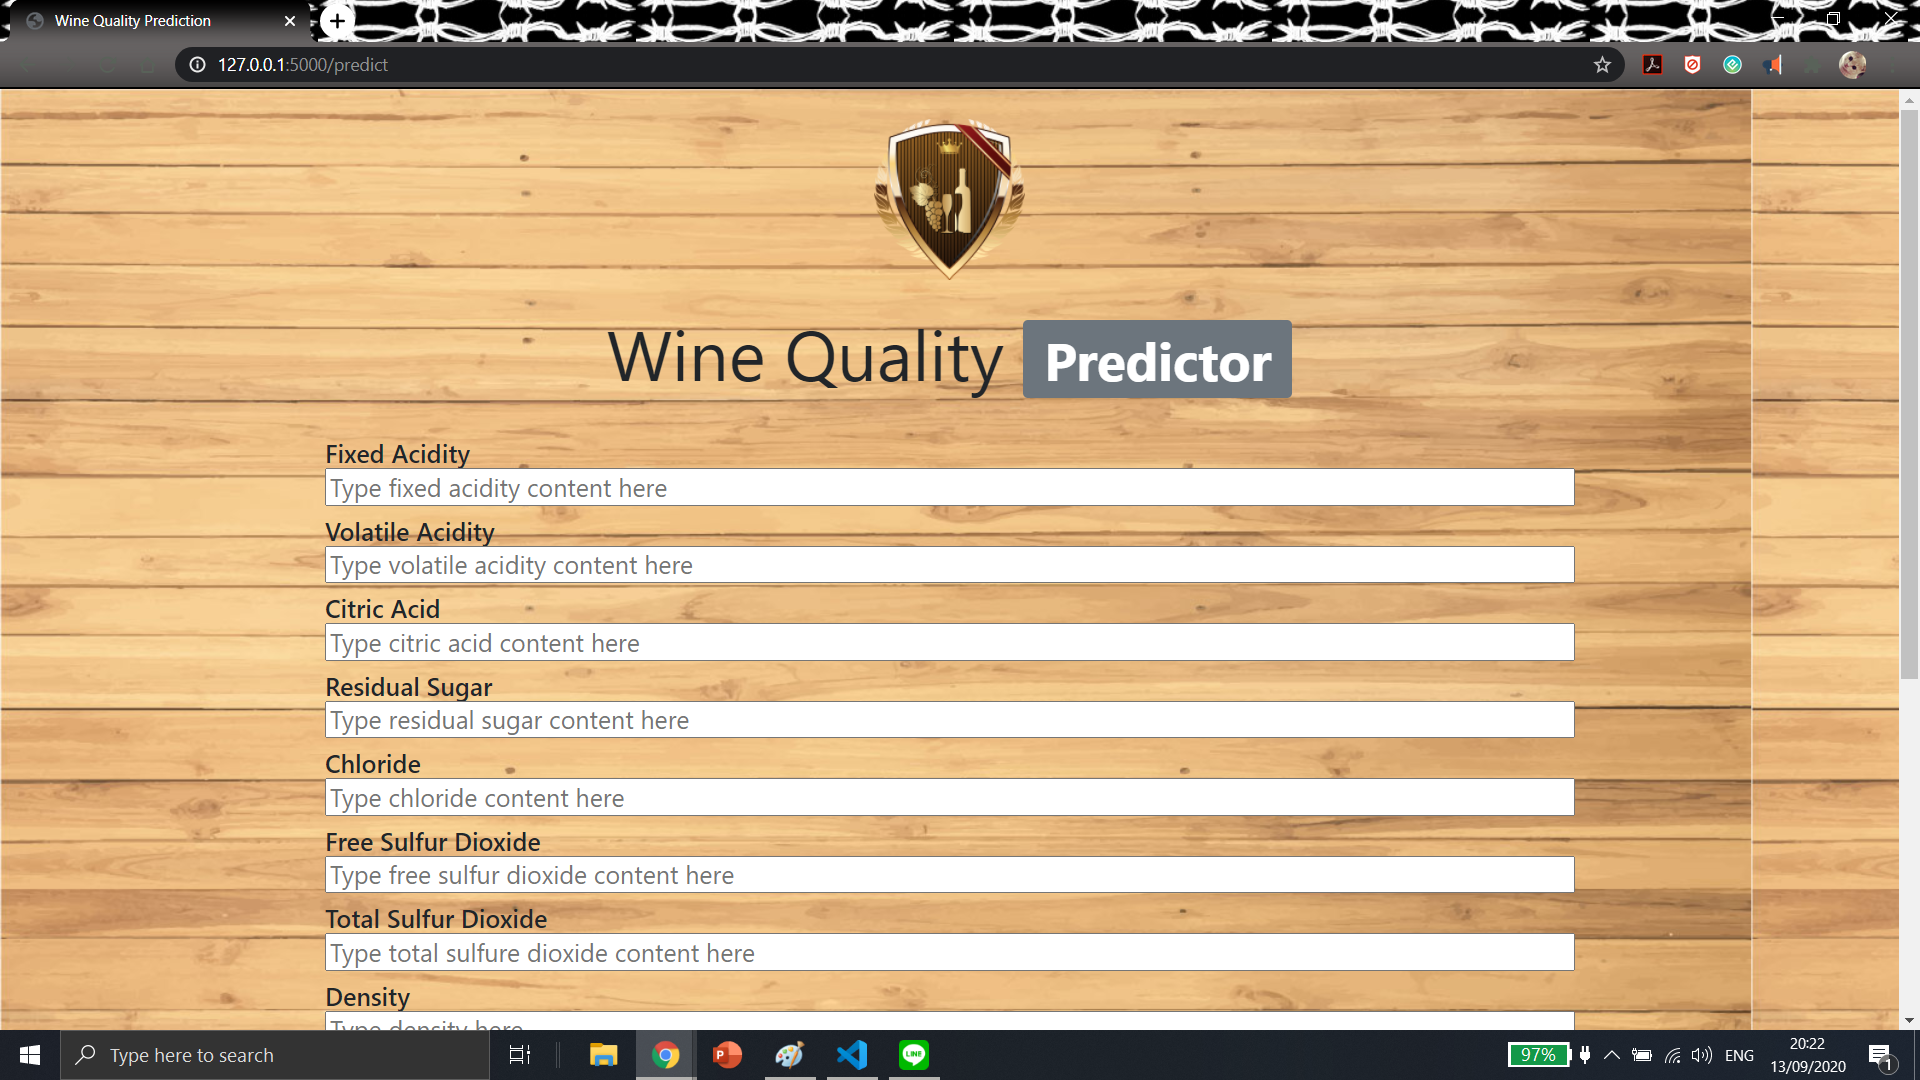 Wine Quality Prediction
127.0.0.1:5000/predict
Wine Quality Predictor
Fixed Acidity
Type fixed acidity content here
Volatile Acidity
Type volatile acidity content here
Citric Acid
Type citric acid content here
Residual Sugar
Type residual sugar content here
Chloride
Type chloride content here
Free Sulfur Dioxide
Type free sulfur dioxide content here
Total Sulfur Dioxide
Type total sulfure dioxide content here
Density
Type density here
Type here to search
P
LINE
97%
ENG
20:22
13/09/2020
1